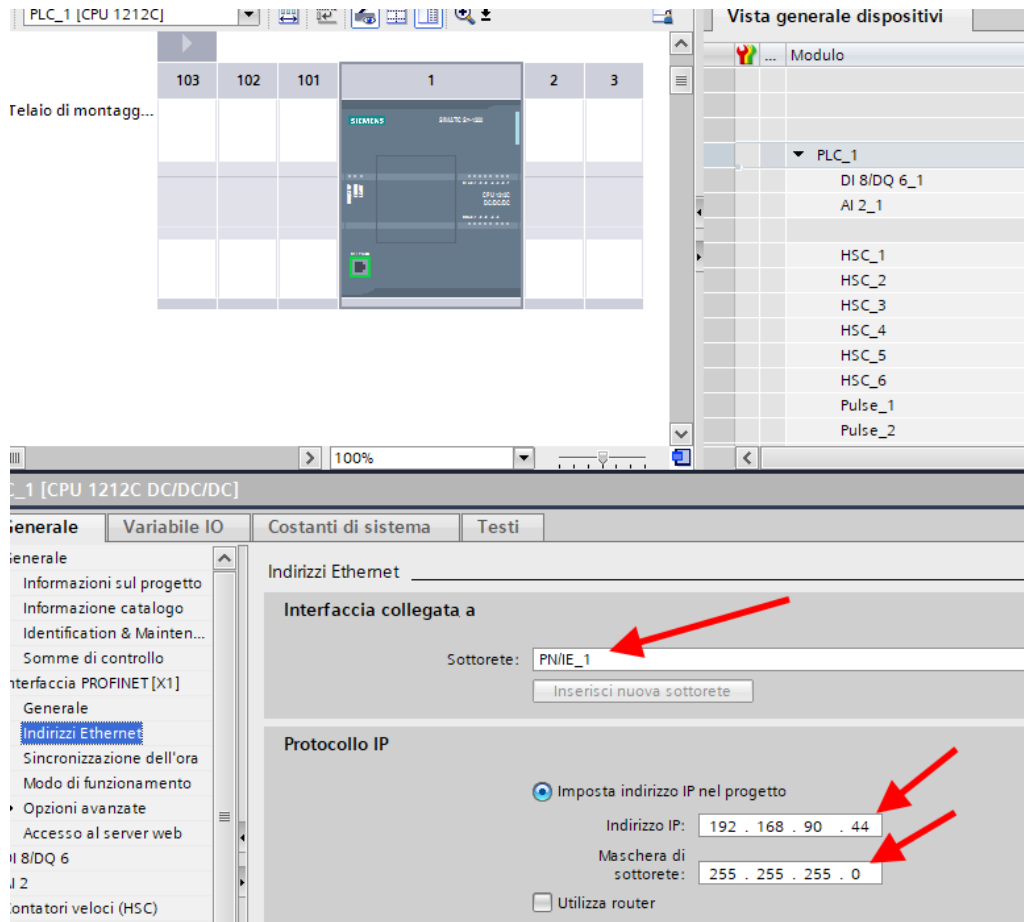 PLC_1 [CPU 1212C]
Vista generale dispositivi
... Modulo
103 102 101 1 2 3
Telaio di montagg...
SIEMENS
PLC_1
DI 8/DQ 6_1
AI 2_1
HSC_1
HSC_2
HSC_3
HSC_4
HSC_5
HSC_6
Pulse_1
Pulse_2
100%
C_1 [CPU 1212C DC/DC/DC]
Generale Variabile IO Costanti di sistema Testi
Generale
Informazioni sul progetto
Informazione catalogo
Identification & Mainten...
Somme di controllo
nterfaccia PROFINET [X1]
Generale
Indirizzi Ethernet
Sincronizzazione dell'ora
Modo di funzionamento
Opzioni avanzate
Accesso al server web
DI 8/DQ 6
AI 2
Contatori veloci (HSC)
Indirizzi Ethernet
Interfaccia collegata a
Sottorete: PN/IE_1
Inserisci nuova sottorete
Protocollo IP
Imposta indirizzo IP nel progetto
Indirizzo IP: 192 . 168 . 90 . 44
Maschera di
sottorete: 255 . 255 . 255 . 0
Utilizza router